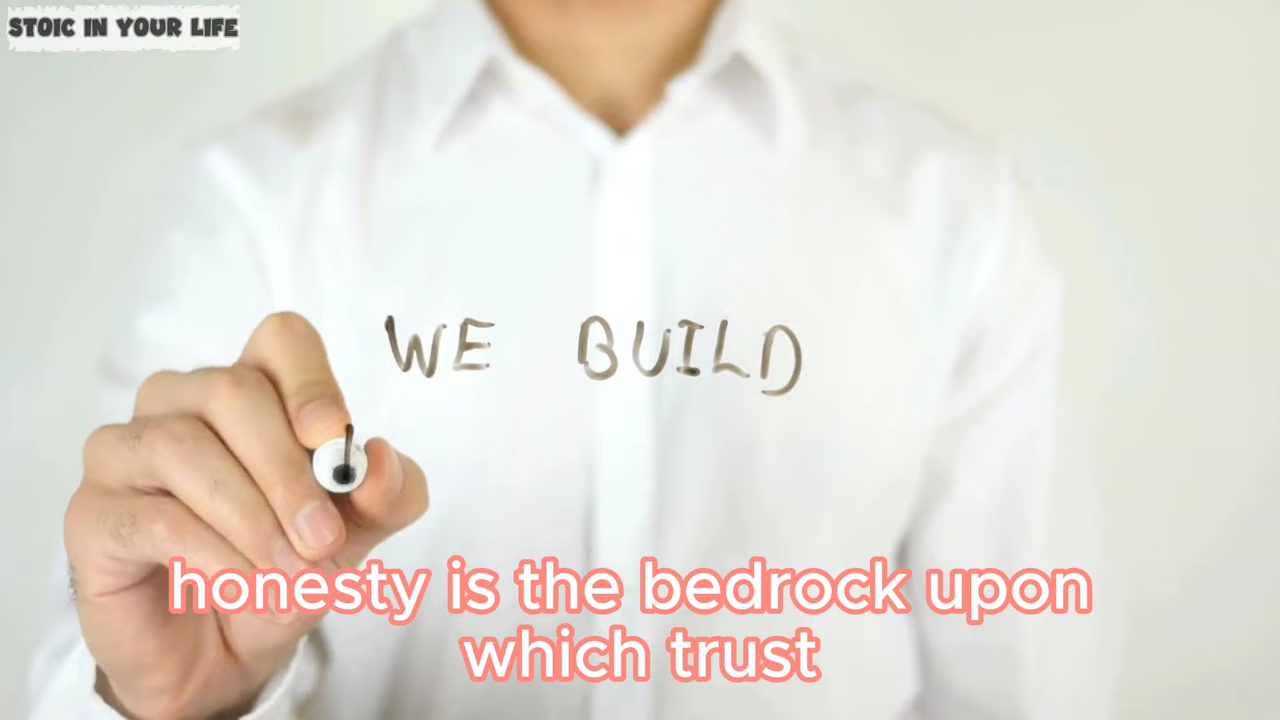 STOIC IN YOUR LIFE
WE BUILD
honesty is the bedrock upon
which trust